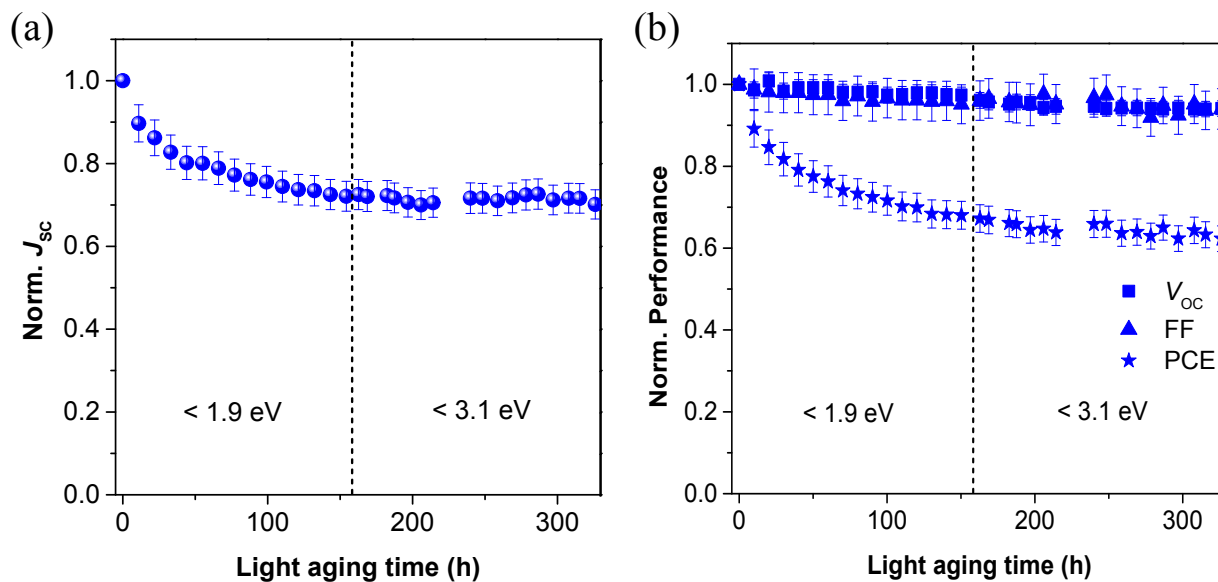 (a)
Norm. JSC
1.0
0.8
0.6
0.4
0.2
0.0
< 1.9 eV
< 3.1 eV
0
100
200
300
Light aging time (h)
(b)
Norm. Performance
1.0
0.8
0.6
0.4
0.2
0.0
VOC
FF
PCE
< 1.9 eV
< 3.1 eV
0
100
200
300
Light aging time (h)